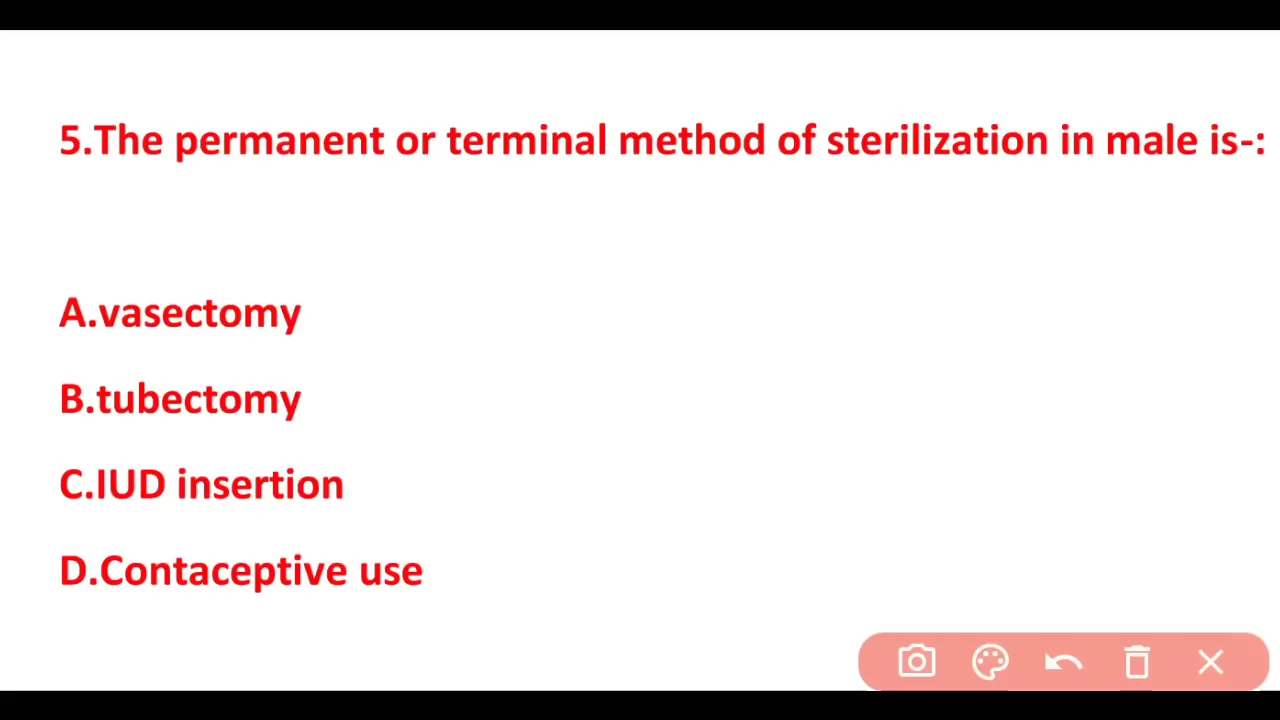 5.The permanent or terminal method of sterilization in male is-:
A.vasectomy
B.tubectomy
C.IUD insertion
D.Contaceptive use